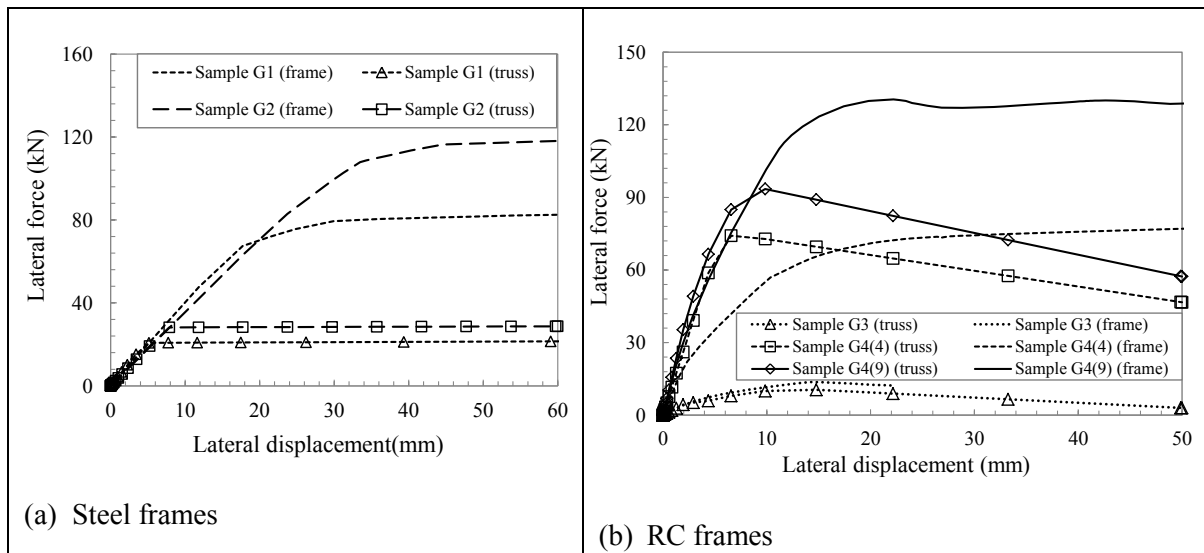 160
120
80
40
0
Lateral force (kN)
Sample G1 (frame) Sample G1 (truss)
Sample G2 (frame) Sample G2 (truss)
0 10 20 30 40 50 60
Lateral displacement(mm)
(a) Steel frames
150
120
90
60
30
0
Lateral force (kN)
Sample G3 (truss) Sample G3 (frame)
Sample G4(4) (truss) Sample G4(4) (frame)
Sample G4(9) (truss) Sample G4(9) (frame)
0 10 20 30 40 50
Lateral displacement (mm)
(b) RC frames